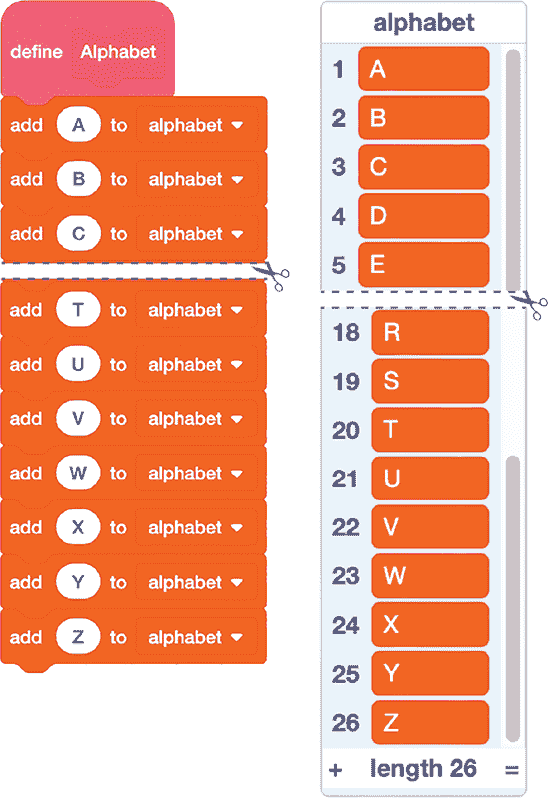 define Alphabet
add A to alphabet
add B to alphabet
add C to alphabet
add T to alphabet
add U to alphabet
add V to alphabet
add W to alphabet
add X to alphabet
add Y to alphabet
add Z to alphabet
alphabet
1 A
2 B
3 C
4 D
5 E
18 R
19 S
20 T
21 U
22 V
23 W
24 X
25 Y
26 Z
+ length 26 =